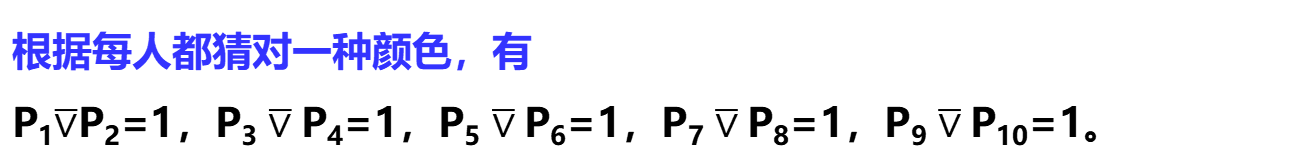 根据每人都猜对一种颜色，有
P₁⊽P₂=1，P₃ ⊽ P₄=1，P₅ ⊽ P₆=1，P₇ ⊽ P₈=1，P₉ ⊽ P₁₀=1。